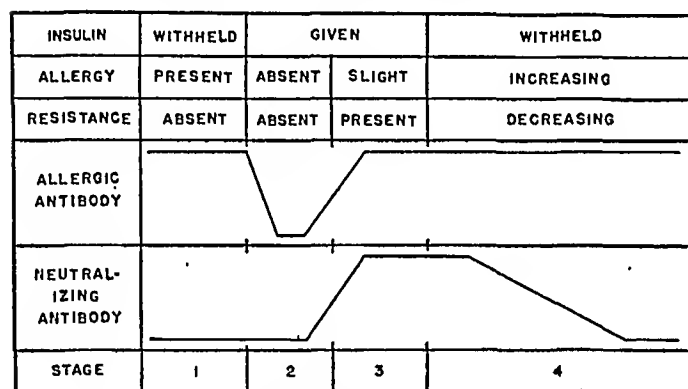 INSULIN WITHHELD GIVEN WITHHELD
ALLERGY PRESENT ABSENT SLIGHT INCREASING
RESISTANCE ABSENT ABSENT PRESENT DECREASING
ALLERGIC
ANTIBODY
NEUTRAL-
IZING
ANTIBODY
STAGE 1 2 3 4